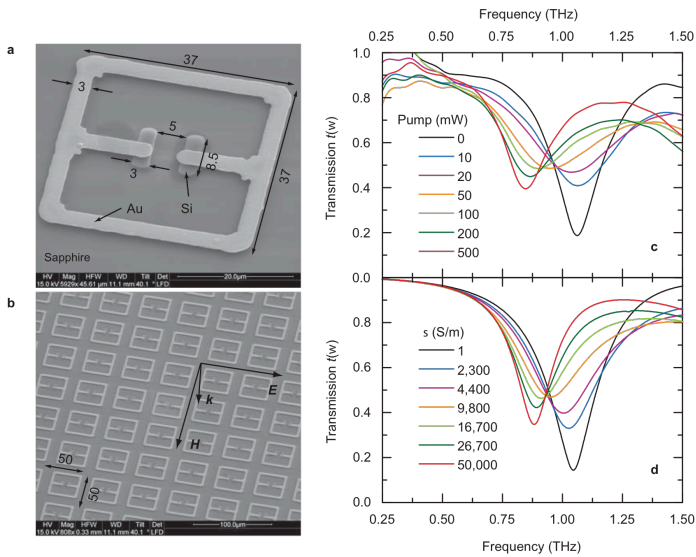 a
37
3
5
8.5
3
37
Au
Si
Sapphire
HV Mag HFW WD Tilt Det 20.0μm
15.0 kV 5929x 45.61 μm 11.1 mm 40.1 ° LFD
b
E
k
H
50
50
HV Mag HFW WD Tilt Det 100.0μm
15.0 kV 808x 0.33 mm 11.1 mm 40.1 ° LFD
Frequency (THz)
0.25 0.50 0.75 1.00 1.25 1.50
1.0
0.8
0.6
0.4
0.2
Transmission t(w)
Pump (mW)
0
10
20
50
100
200
500
c
0.0
0.8
0.6
0.4
0.2
0.0
Transmission t(w)
s (S/m)
1
2,300
4,400
9,800
16,700
26,700
50,000
d
0.25 0.50 0.75 1.00 1.25 1.50
Frequency (THz)